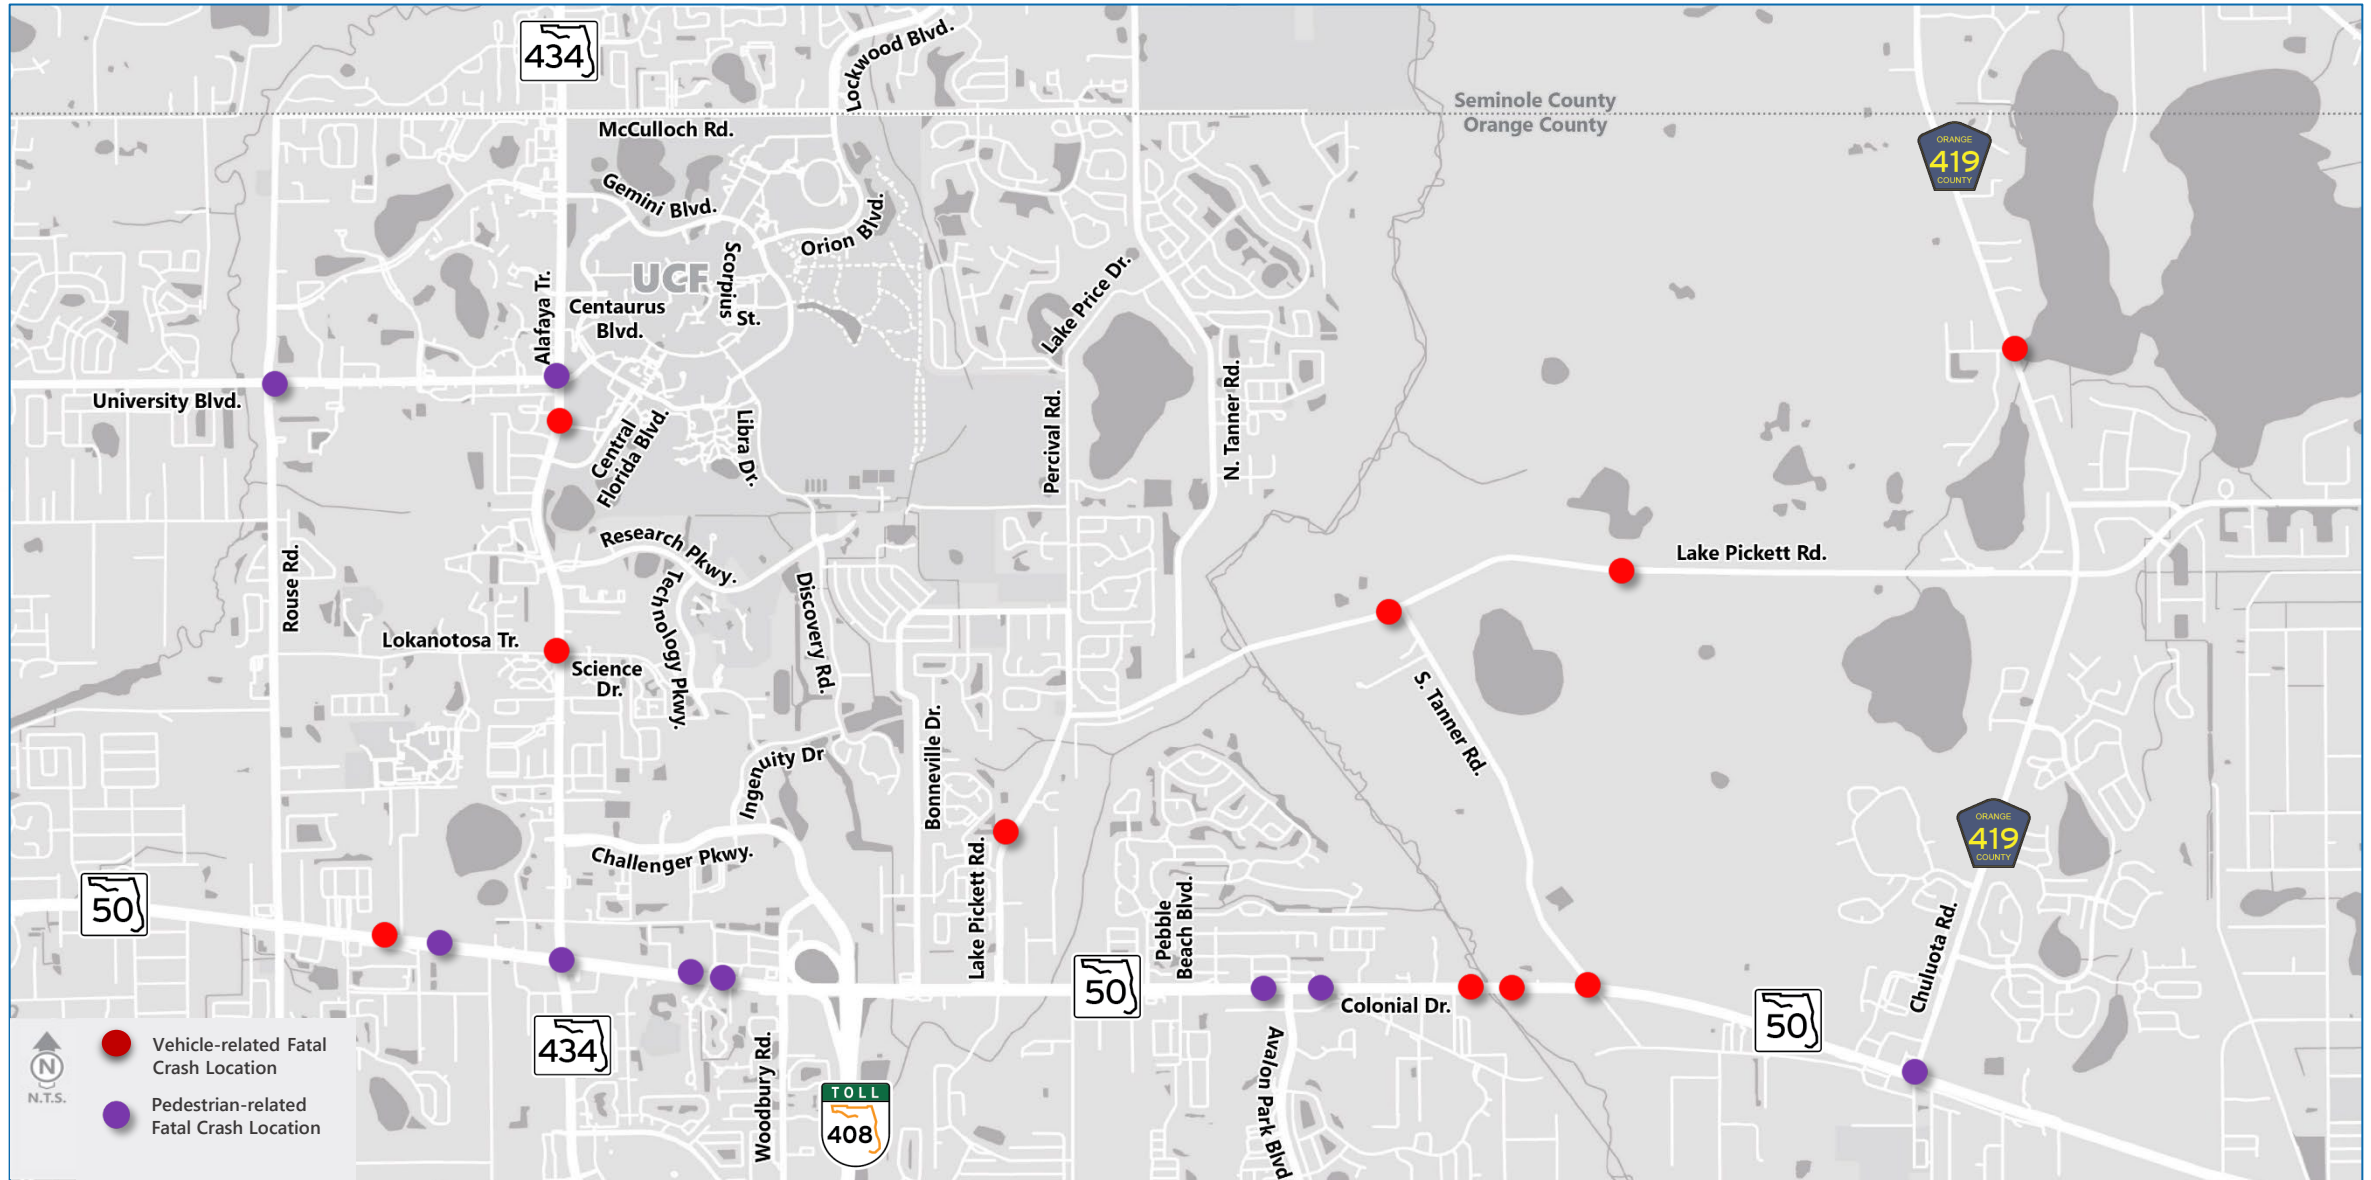 434
Lockwood Blvd.
Seminole County
Orange County
McCulloch Rd.
ORANGE
419
COUNTY
Gemini Blvd.
Orion Blvd.
Scorpius
St.
UCF
Centaurus
Blvd.
Alafaya Tr.
Lake Price Dr.
University Blvd.
N. Tanner Rd.
Percival Rd.
Central
Florida Blvd.
Libra Dr.
Research Pkwy.
Lake Pickett Rd.
Rouse Rd.
Technology Pkwy.
Discovery Rd.
Lokanotosa Tr.
Science
Dr.
S. Tanner Rd.
Ingenuity Dr
Bonneville Dr.
ORANGE
419
COUNTY
Challenger Pkwy.
Lake Pickett Rd.
50
Pebble
Beach Blvd.
Chuluota Rd.
50
Colonial Dr.
50
434
Woodbury Rd.
Avalon Park Blvd
TOLL
408
N
N.T.S.
Vehicle-related Fatal
Crash Location
Pedestrian-related
Fatal Crash Location